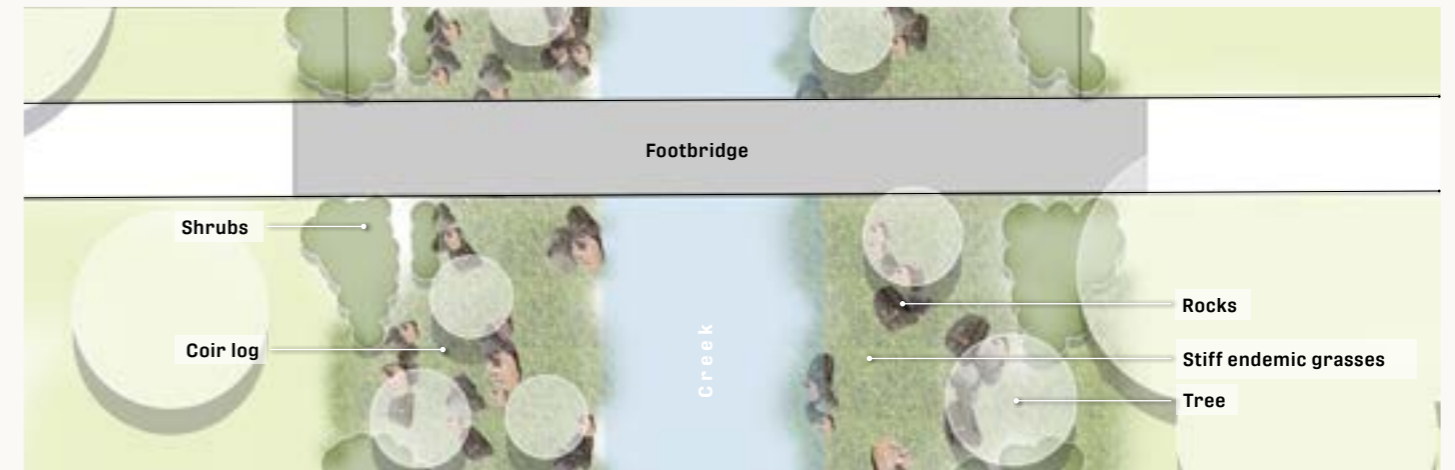 Footbridge
Shrubs
Rocks
Coir log
Creek
Stiff endemic grasses
Tree